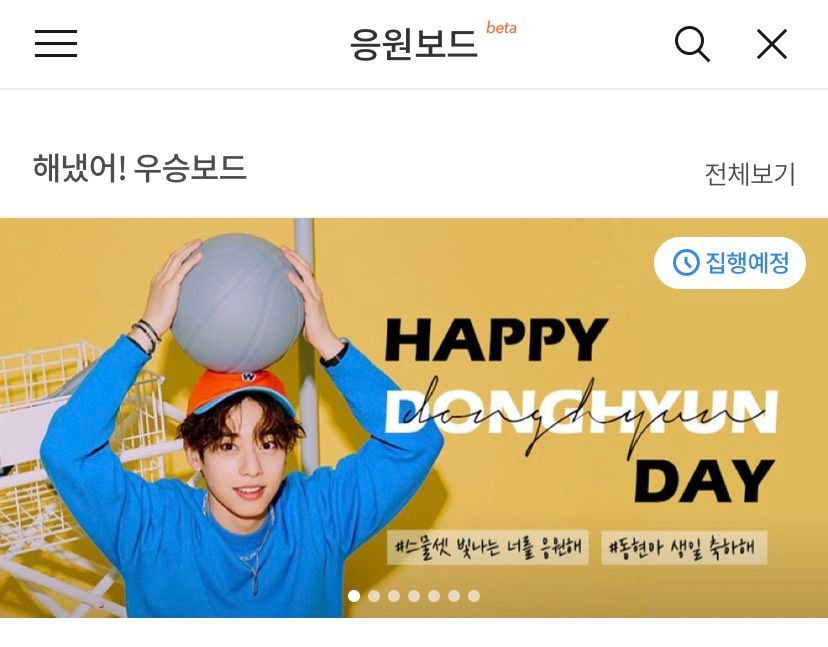 응원보드 beta
해냈어! 우승보드
전체보기
집행예정
W
HAPPY
DONGHYUN
donghyun
DAY
#스물셋 빛나는 너를 응원해 #동현아 생일 축하해